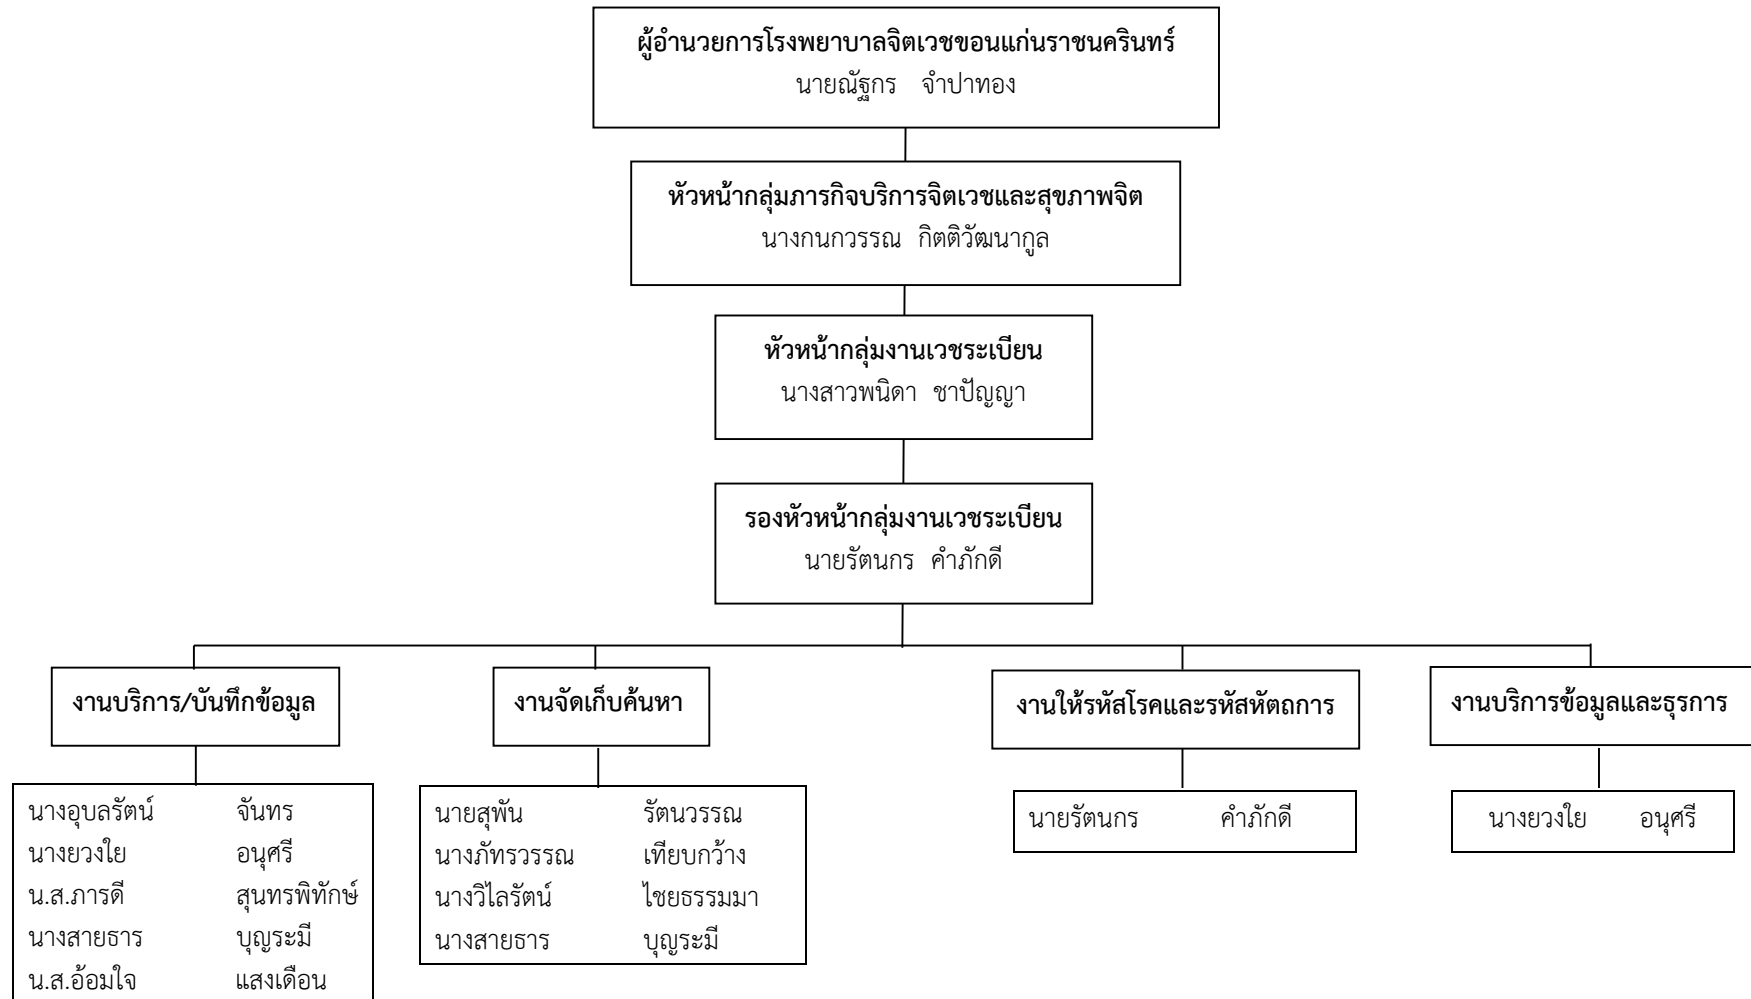 ผู้อำนวยการโรงพยาบาลจิตเวชขอนแก่นราชนครินทร์
นายณัฐกร จำปาทอง
หัวหน้ากลุ่มภารกิจบริการจิตเวชและสุขภาพจิต
นางกนกวรรณ กิตติวัฒนากูล
หัวหน้ากลุ่มงานเวชระเบียน
นางสาวพนิดา ชาปัญญา
รองหัวหน้ากลุ่มงานเวชระเบียน
นายรัตนกร คำภักดี
งานบริการ/บันทึกข้อมูล
นางอุบลรัตน์ จันทร
นางยวงใย อนุศรี
น.ส.ภารดี สุนทรพิทักษ์
นางสายธาร บุญระมี
น.ส.อ้อมใจ แสงเดือน
งานจัดเก็บค้นหา
นายสุพัน รัตนวรรณ
นางภัทรวรรณ เทียบกว้าง
นางวิไลรัตน์ ไชยธรรมมา
นางสายธาร บุญระมี
งานให้รหัสโรคและรหัสหัตถการ
นายรัตนกร คำภักดี
งานบริการข้อมูลและธุรการ
นางยวงใย อนุศรี